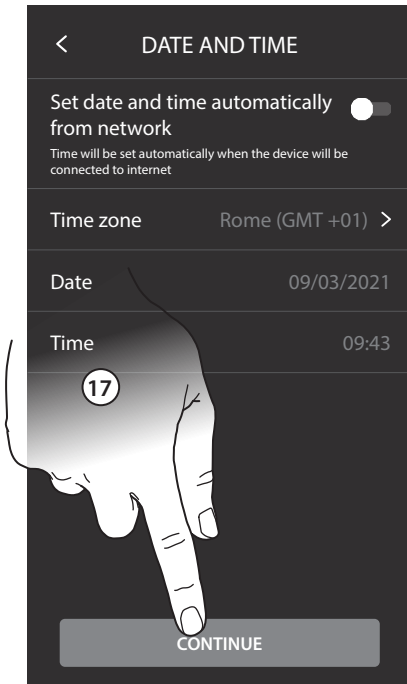 < DATE AND TIME
Set date and time automatically
from network
Time will be set automatically when the device will be
connected to internet
Time zone Rome (GMT +01) >
Date 09/03/2021
Time 09:43
17
CONTINUE